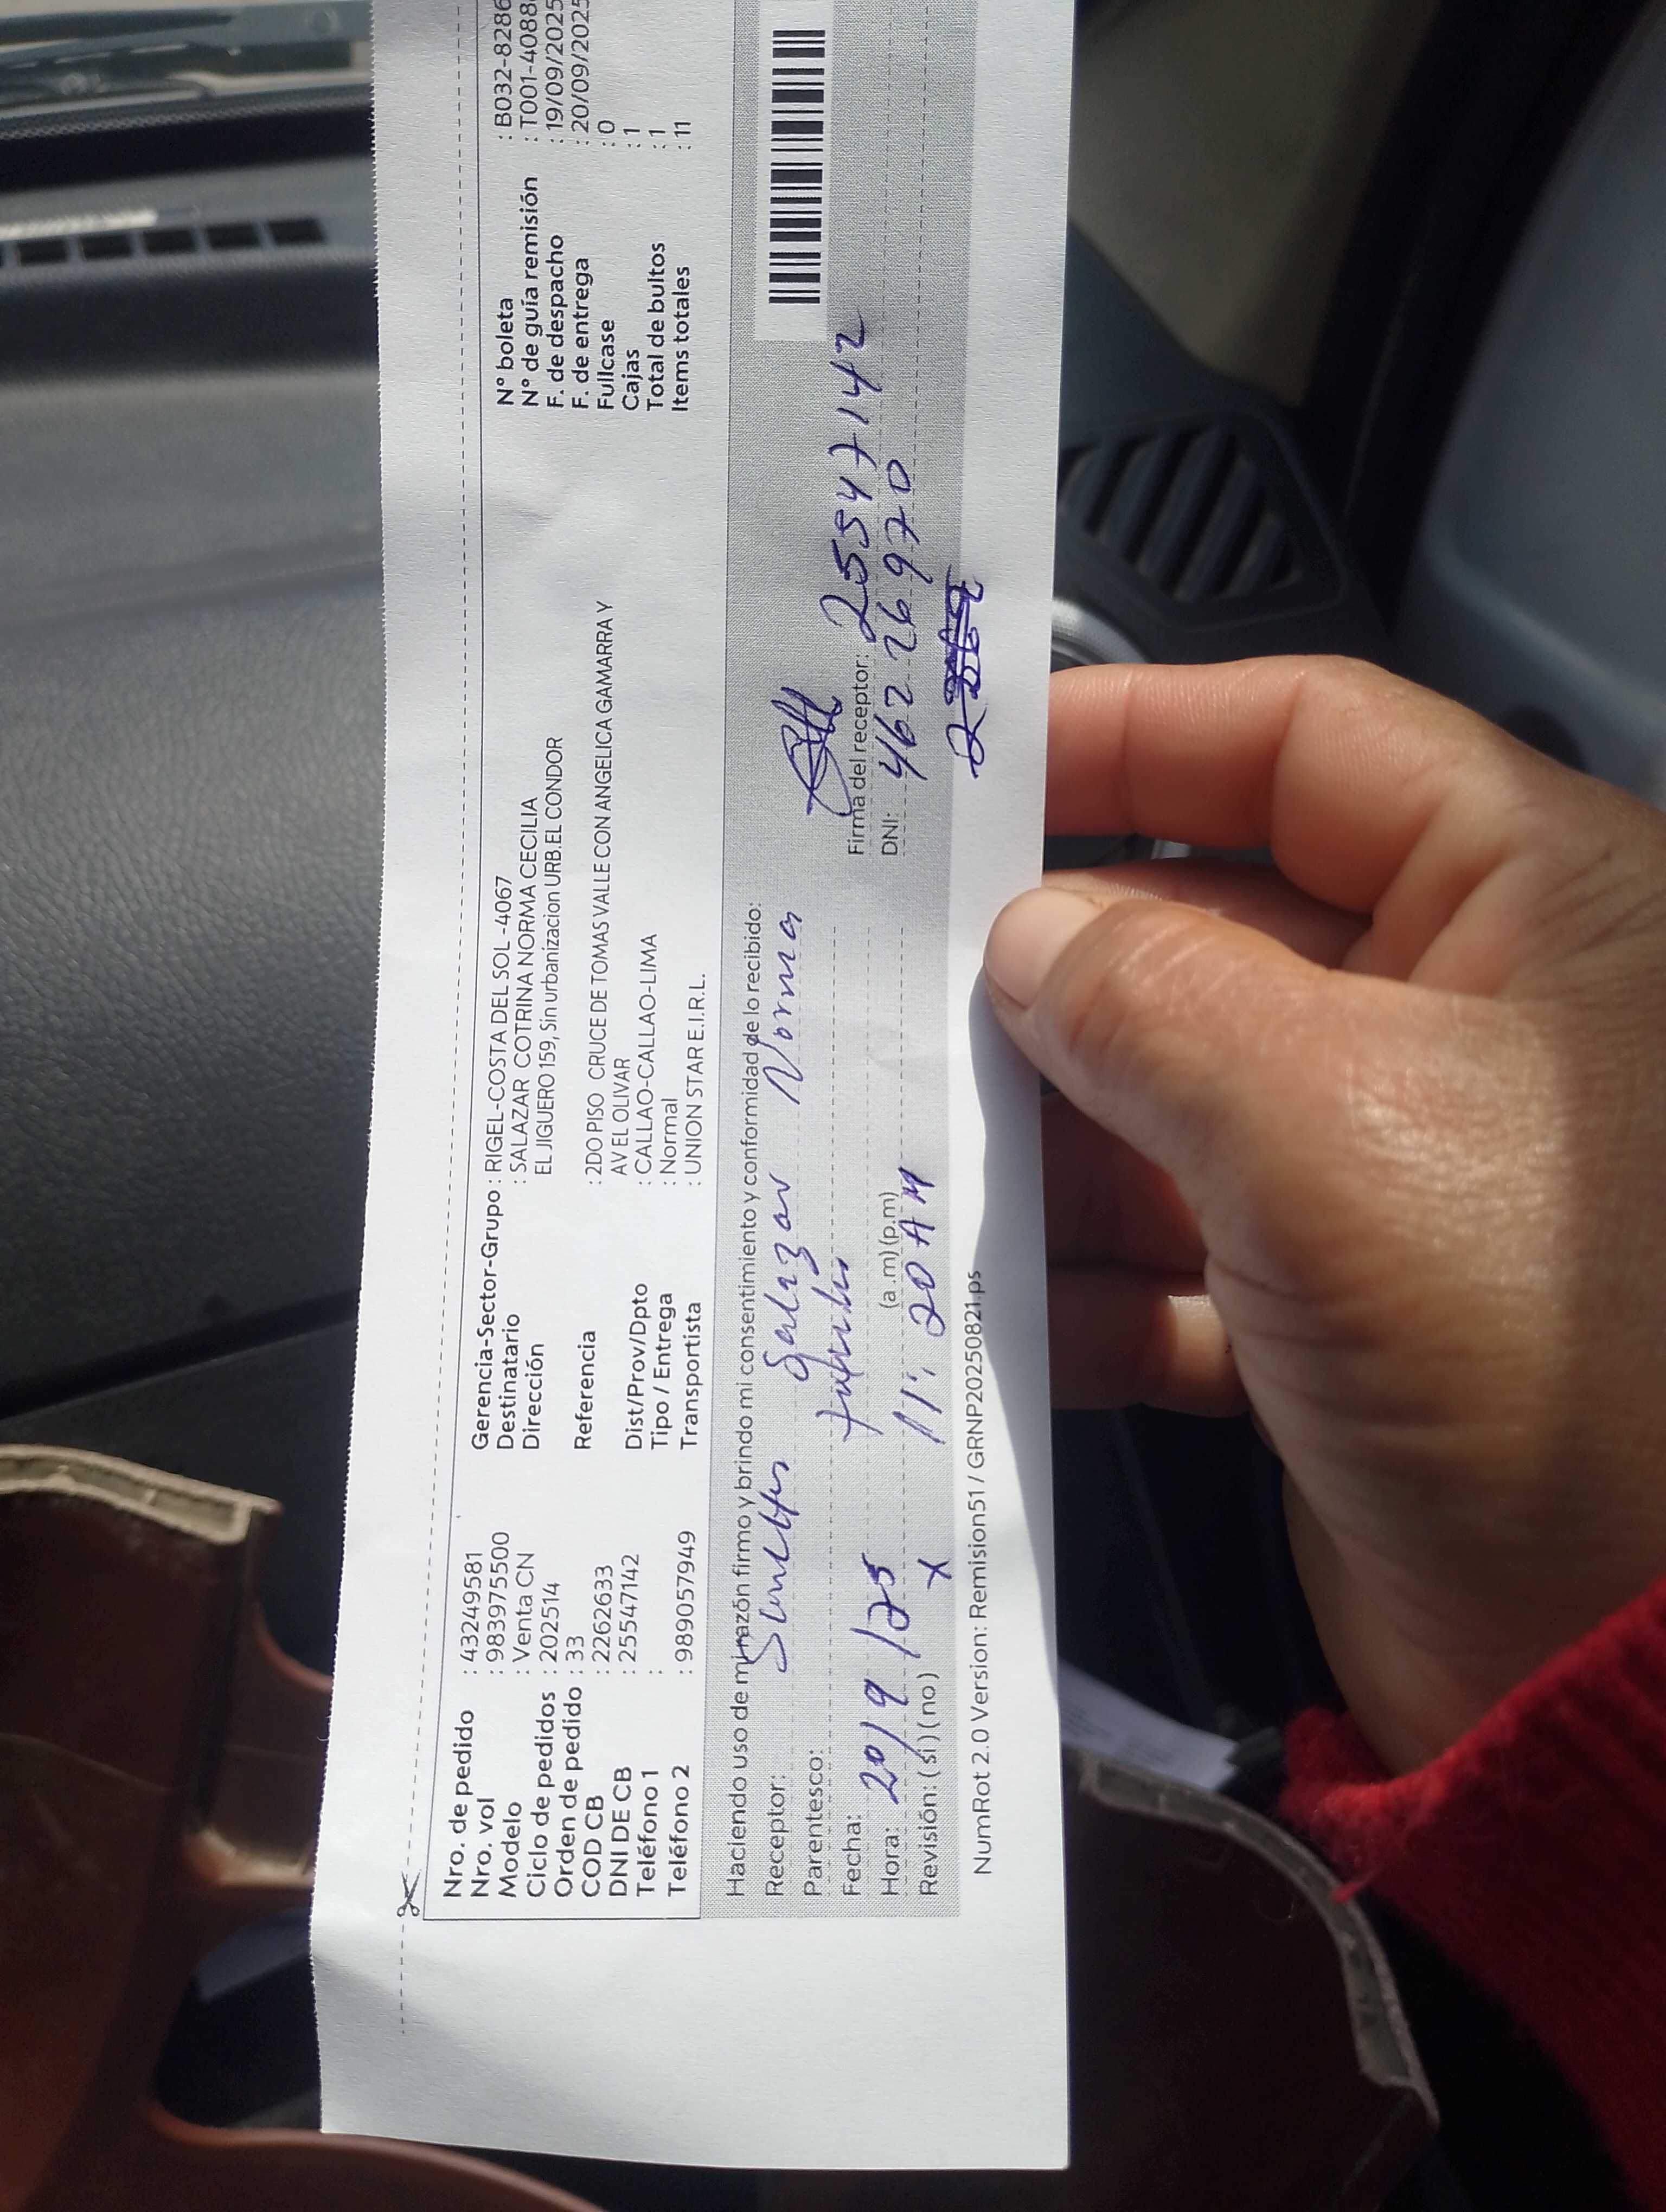 Nro. de pedido : 43249581
Nro. vol : 983975500
Modelo : Venta CN
Ciclo de pedidos : 202514
Orden de pedido : 33
COD CB : 2262633
DNI DE CB : 25547142
Teléfono 1 :
Teléfono 2 : 989057949
Gerencia-Sector-Grupo : RIGEL-COSTA DEL SOL -4067
Destinatario : SALAZAR COTRINA NORMA CECILIA
Dirección EL JIGUERO 159, Sin urbanizacion URB.EL CONDOR
Referencia : 2DO PISO CRUCE DE TOMAS VALLE CON ANGELICA GAMARRA Y
AV EL OLIVAR
Dist/Prov/Dpto : CALLAO-CALLAO-LIMA
Tipo / Entrega : Normal
Transportista : UNION STAR E.I.R.L.
N° boleta : B032-8286
N° de guía remisión : T001-4088
F. de despacho : 19/09/2025
F. de entrega : 20/09/2025
Fullcase : 0
Cajas : 1
Total de bultos : 1
Items totales : 11
Haciendo uso de mi razón firmo y brindo mi consentimiento y conformidad de lo recibido:
Receptor: Salazar Norma
Parentesco:
Fecha: 20/9/25
Hora: 11:20 AM (a.m) (p.m)
Revisión: (si) (no) X
Firma del receptor: 25547142
DNI: 46226970
NumRot 2.0 Version: Remision51 / GRNP20250821.ps